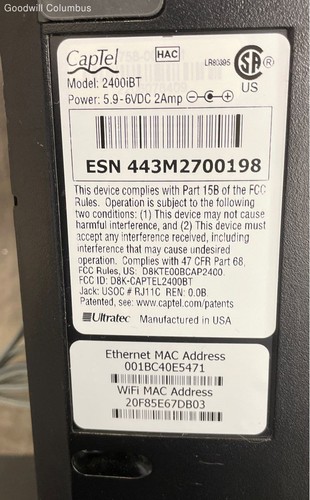 Goodwill Columbus
CapTel
HAC
LR80395
SA ®
US
Model: 2400iBT
Power: 5.9-6VDC 2Amp
ESN 443M2700198
This device complies with Part 15B of the FCC
Rules. Operation is subject to the following
two conditions: (1) This device may not cause
harmful interference, and (2) This device must
accept any interference received, including
interference that may cause undesired
operation. Complies with 47 CFR Part 68,
FCC Rules, US: D8KTE00BCAP2400.
FCC ID: D8K-CAPTEL2400BT
Jack: USOC # RJ11C REN: 0.0B
Patented, see: www.captel.com/patents
Ultratec Manufactured in USA
Ethernet MAC Address
001BC40E5471
WiFi MAC Address
20F85E67DB03